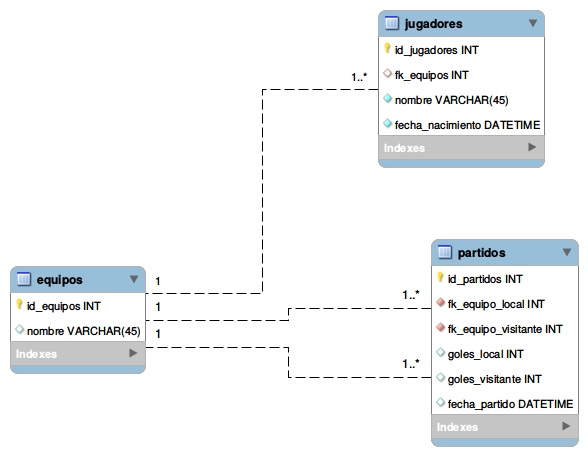 jugadores
id_jugadores INT
fk_equipos INT
nombre VARCHAR(45)
fecha_nacimiento DATETIME
Indexes
1..*
equipos
id_equipos INT
nombre VARCHAR(45)
Indexes
1
1
1
1..*
1..*
partidos
id_partidos INT
fk_equipo_local INT
fk_equipo_visitante INT
goles_local INT
goles_visitante INT
fecha_partido DATETIME
Indexes